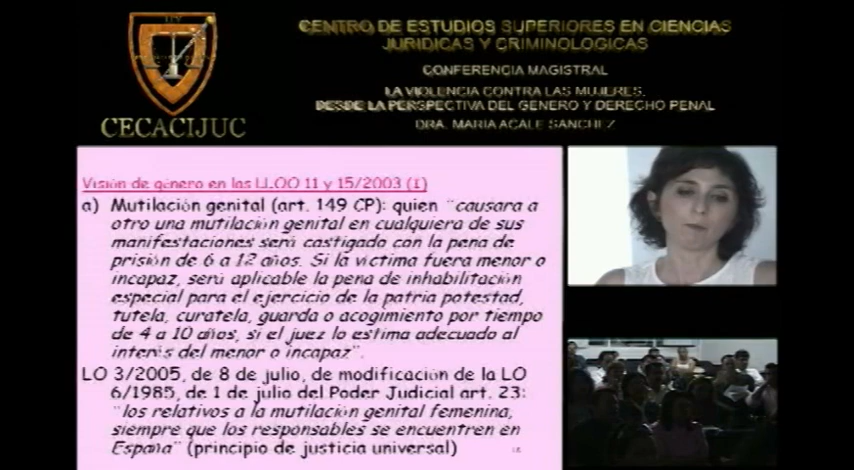 CENTRO DE ESTUDIOS SUPERIORES EN CIENCIAS
JURIDICAS Y CRIMINOLOGICAS
CONFERENCIA MAGISTRAL
LA VIOLENCIA CONTRA LAS MUJERES.
DESDE LA PERSPECTIVA DEL GENERO Y DERECHO PENAL
DRA. MARIA ACALE SANCHEZ
CECACIJUC
Visión de género en las LLOO 11 y 15/2003 (I)
a) Mutilación genital (art. 149 CP): quien "causara a
otro una mutilación genital en cualquiera de sus
manifestaciones será castigado con la pena de
prisión de 6 a 12 años. Si la víctima fuera menor o
incapaz, será aplicable la pena de inhabilitación
especial para el ejercicio de la patria potestad,
tutela, curatela, guarda o acogimiento por tiempo
de 4 a 10 años, si el juez lo estima adecuado al
interés del menor o incapaz".
LO 3/2005, de 8 de julio, de modificación de la LO
6/1985, de 1 de julio del Poder Judicial art. 23:
"los relativos a la mutilación genital femenina,
siempre que los responsables se encuentren en
España" (principio de justicia universal)